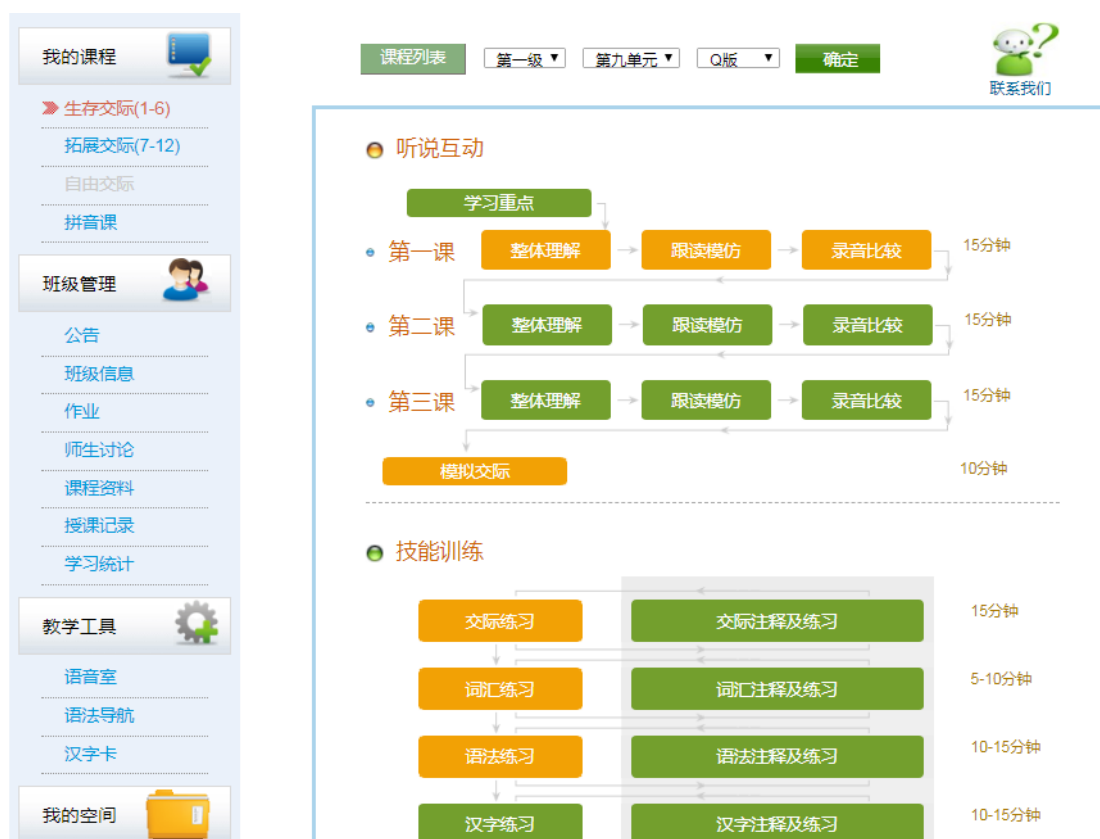 我的课程
生存交际(1-6)
拓展交际(7-12)
自由交际
拼音课
班级管理
公告
班级信息
作业
师生讨论
课程资料
授课记录
学习统计
教学工具
语音室
语法导航
汉字卡
我的空间
课程列表 第一级 第九单元 Q版 确定
联系我们
听说互动
学习重点
第一课 整体理解 跟读模仿 录音比较 15分钟
第二课 整体理解 跟读模仿 录音比较 15分钟
第三课 整体理解 跟读模仿 录音比较 15分钟
模拟交际 10分钟
技能训练
交际练习 交际注释及练习 15分钟
词汇练习 词汇注释及练习 5-10分钟
语法练习 语法注释及练习 10-15分钟
汉字练习 汉字注释及练习 10-15分钟